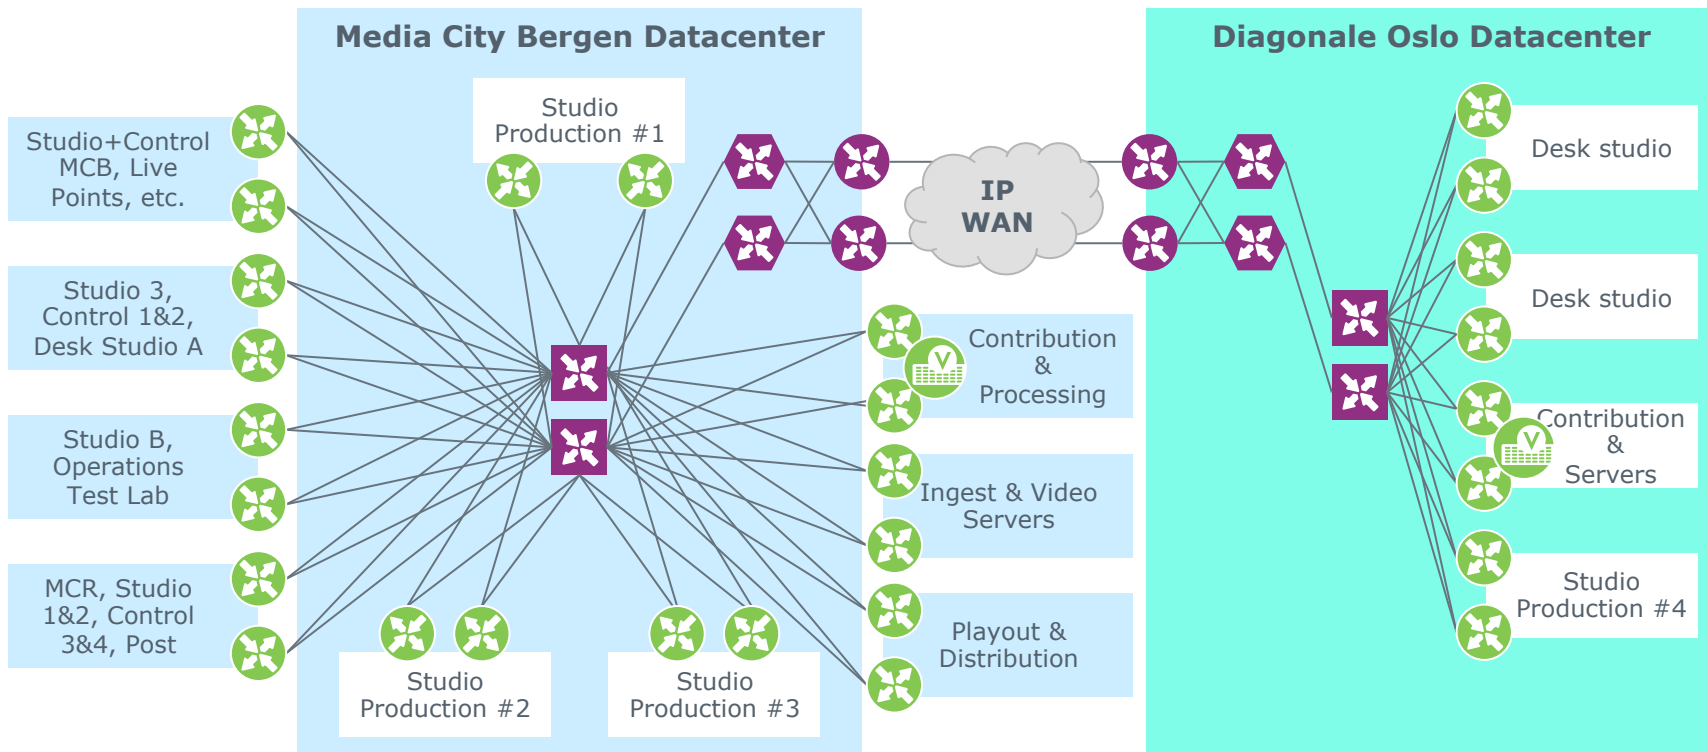 Media City Bergen Datacenter
Diagonale Oslo Datacenter
Studio+Control
MCB, Live
Points, etc.
Studio 3,
Control 1&2,
Desk Studio A
Studio B,
Operations
Test Lab
MCR, Studio
1&2, Control
3&4, Post
Studio
Production #1
Studio
Production #2
Studio
Production #3
IP
WAN
Contribution
&
Processing
V
Ingest & Video
Servers
Playout &
Distribution
Desk studio
Desk studio
Contribution
&
Servers
V
Studio
Production #4